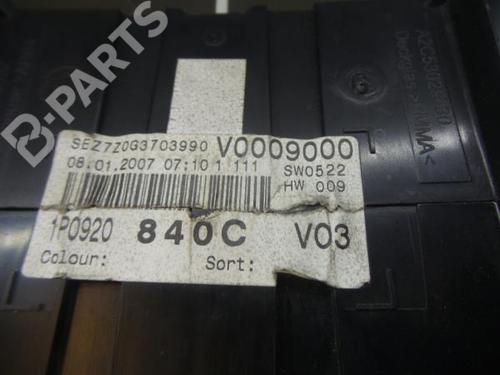 B-PARTS
SEZ7Z0G3703990 V0009000
08.01.2007 07:10 1 111
SW0522
HW 009
1P0920 840C V03
Colour: Sort: